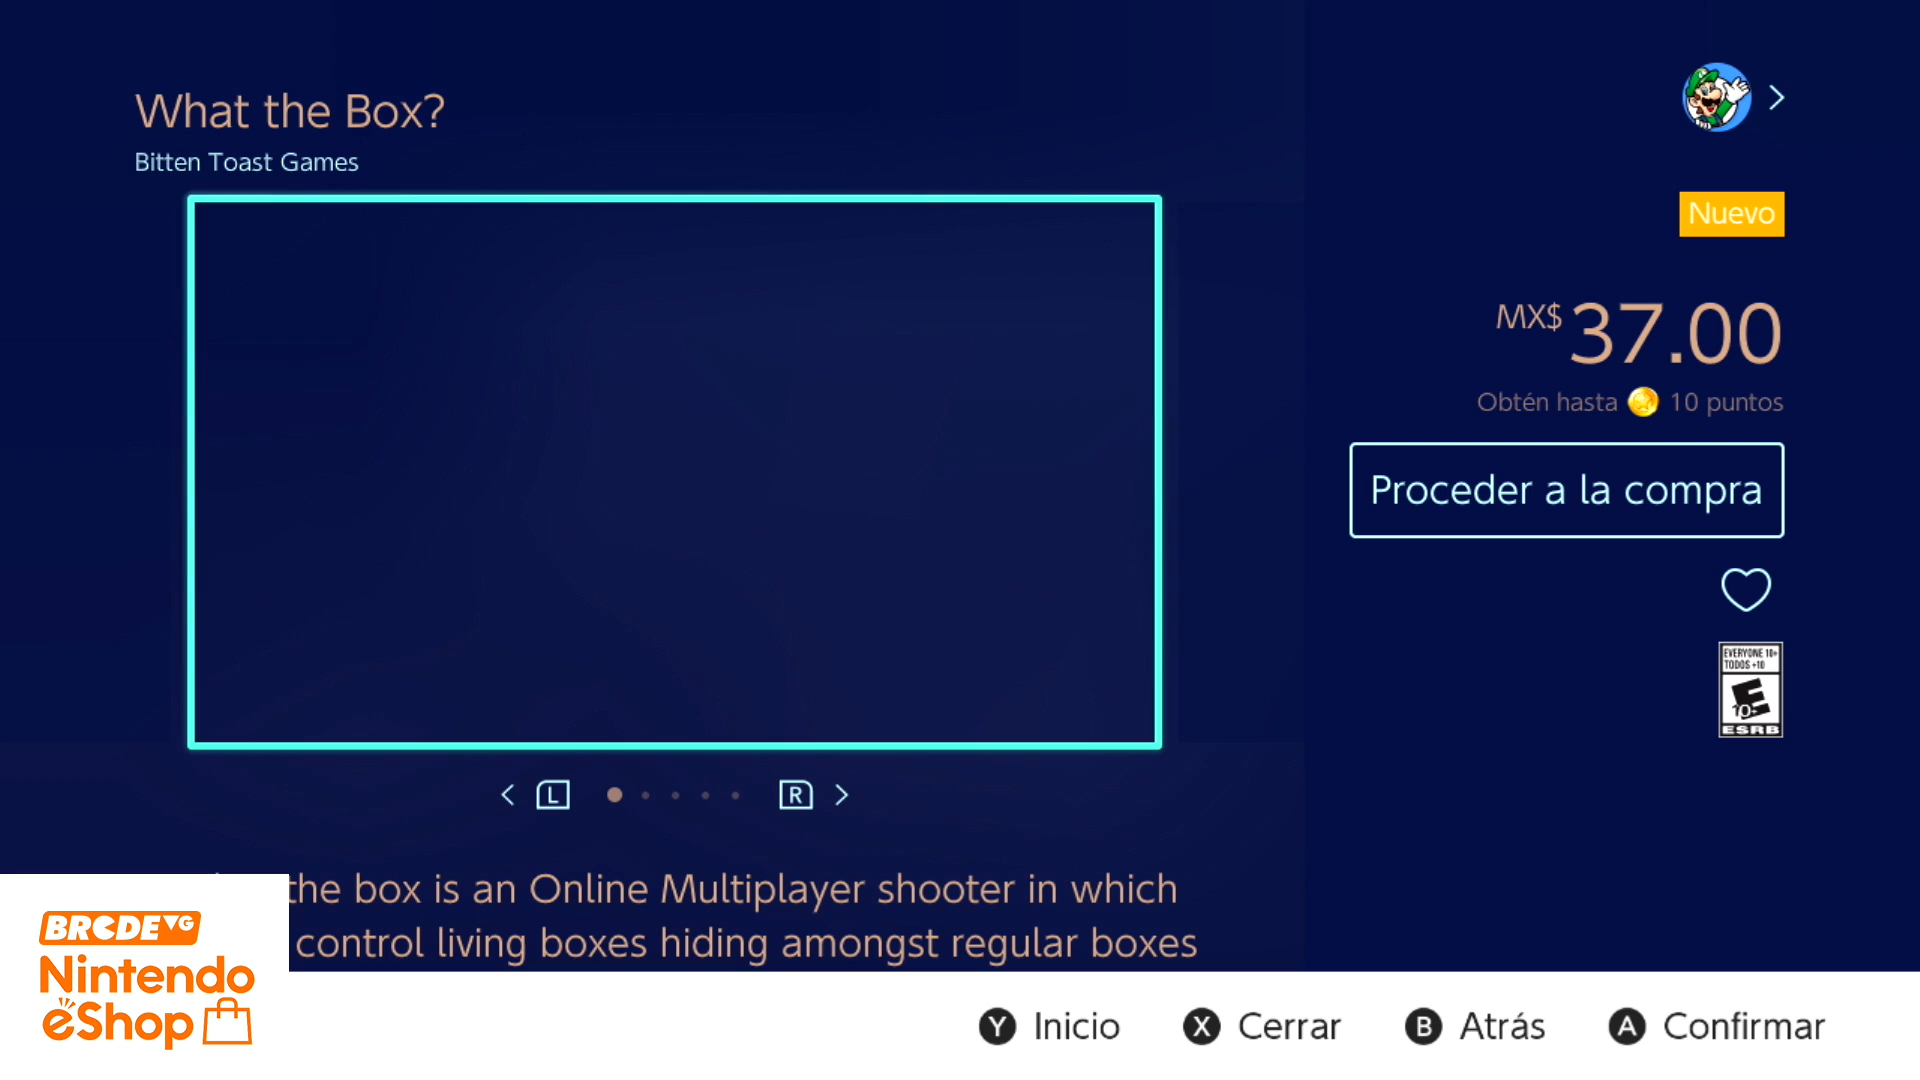 What the Box?
Bitten Toast Games
Nuevo
MX$ 37.00
Obtén hasta 10 puntos
Proceder a la compra
EVERYONE 10+
TODOS +10
E
10+
ESRB
L
R
the box is an Online Multiplayer shooter in which
control living boxes hiding amongst regular boxes
BRCDEVG
Nintendo
eShop
Y Inicio
X Cerrar
B Atrás
A Confirmar